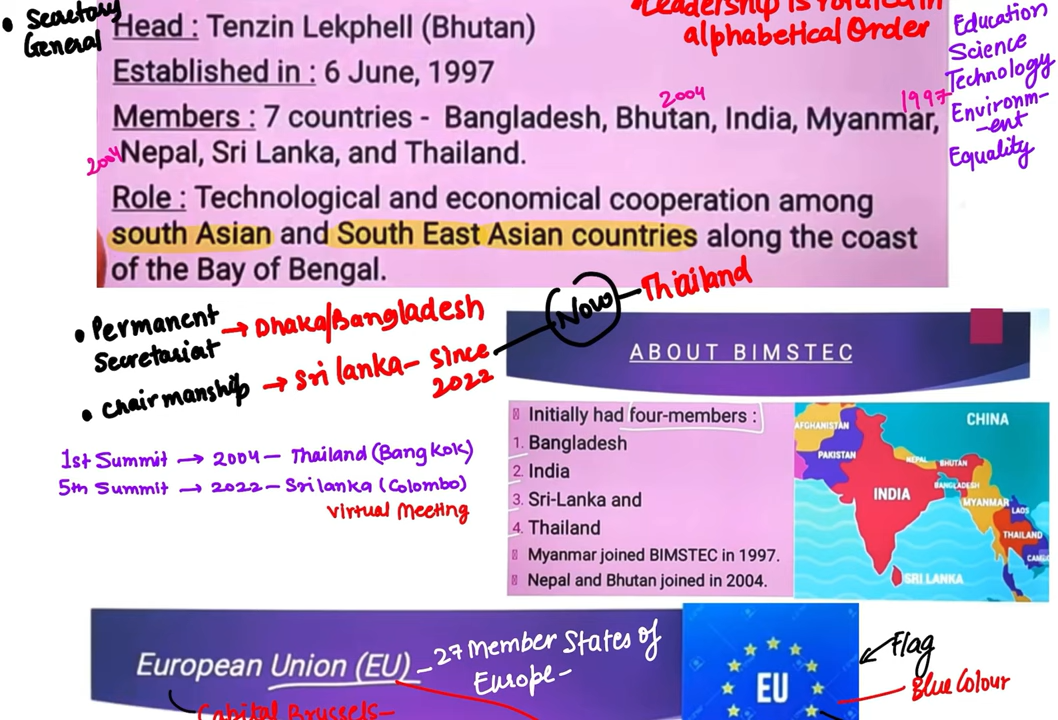 • Secretary
General
Head : Tenzin Lekphell (Bhutan)
Leadership is rotated in
alphabetical Order
Education
Science
Technology
Environm-
-ent
Equality
Established in : 6 June, 1997
2004
1997
Members : 7 countries - Bangladesh, Bhutan, India, Myanmar,
2004
Nepal, Sri Lanka, and Thailand.
Role : Technological and economical cooperation among
south Asian and South East Asian countries along the coast
of the Bay of Bengal.
• Permanent
Secretariat → Dhaka/Bangladesh
• Chairmanship → Sri lanka- since
2022
Now - Thailand
1st Summit → 2004 - Thailand (Bangkok)
5th Summit → 2022 - Srilanka (Colombo)
Virtual Meeting
ABOUT BIMSTEC
Initially had four-members :
1. Bangladesh
2. India
3. Sri-Lanka and
4. Thailand
Myanmar joined BIMSTEC in 1997.
Nepal and Bhutan joined in 2004.
AFGHANISTAN
CHINA
PAKISTAN
NEPAL
BHUTAN
BANGLADESH
INDIA
MYANMAR
LAOS
THAILAND
SRI LANKA
European Union (EU) - 27 Member States of
Europe -
EU
Flag
Blue Colour
Capital Brussels-